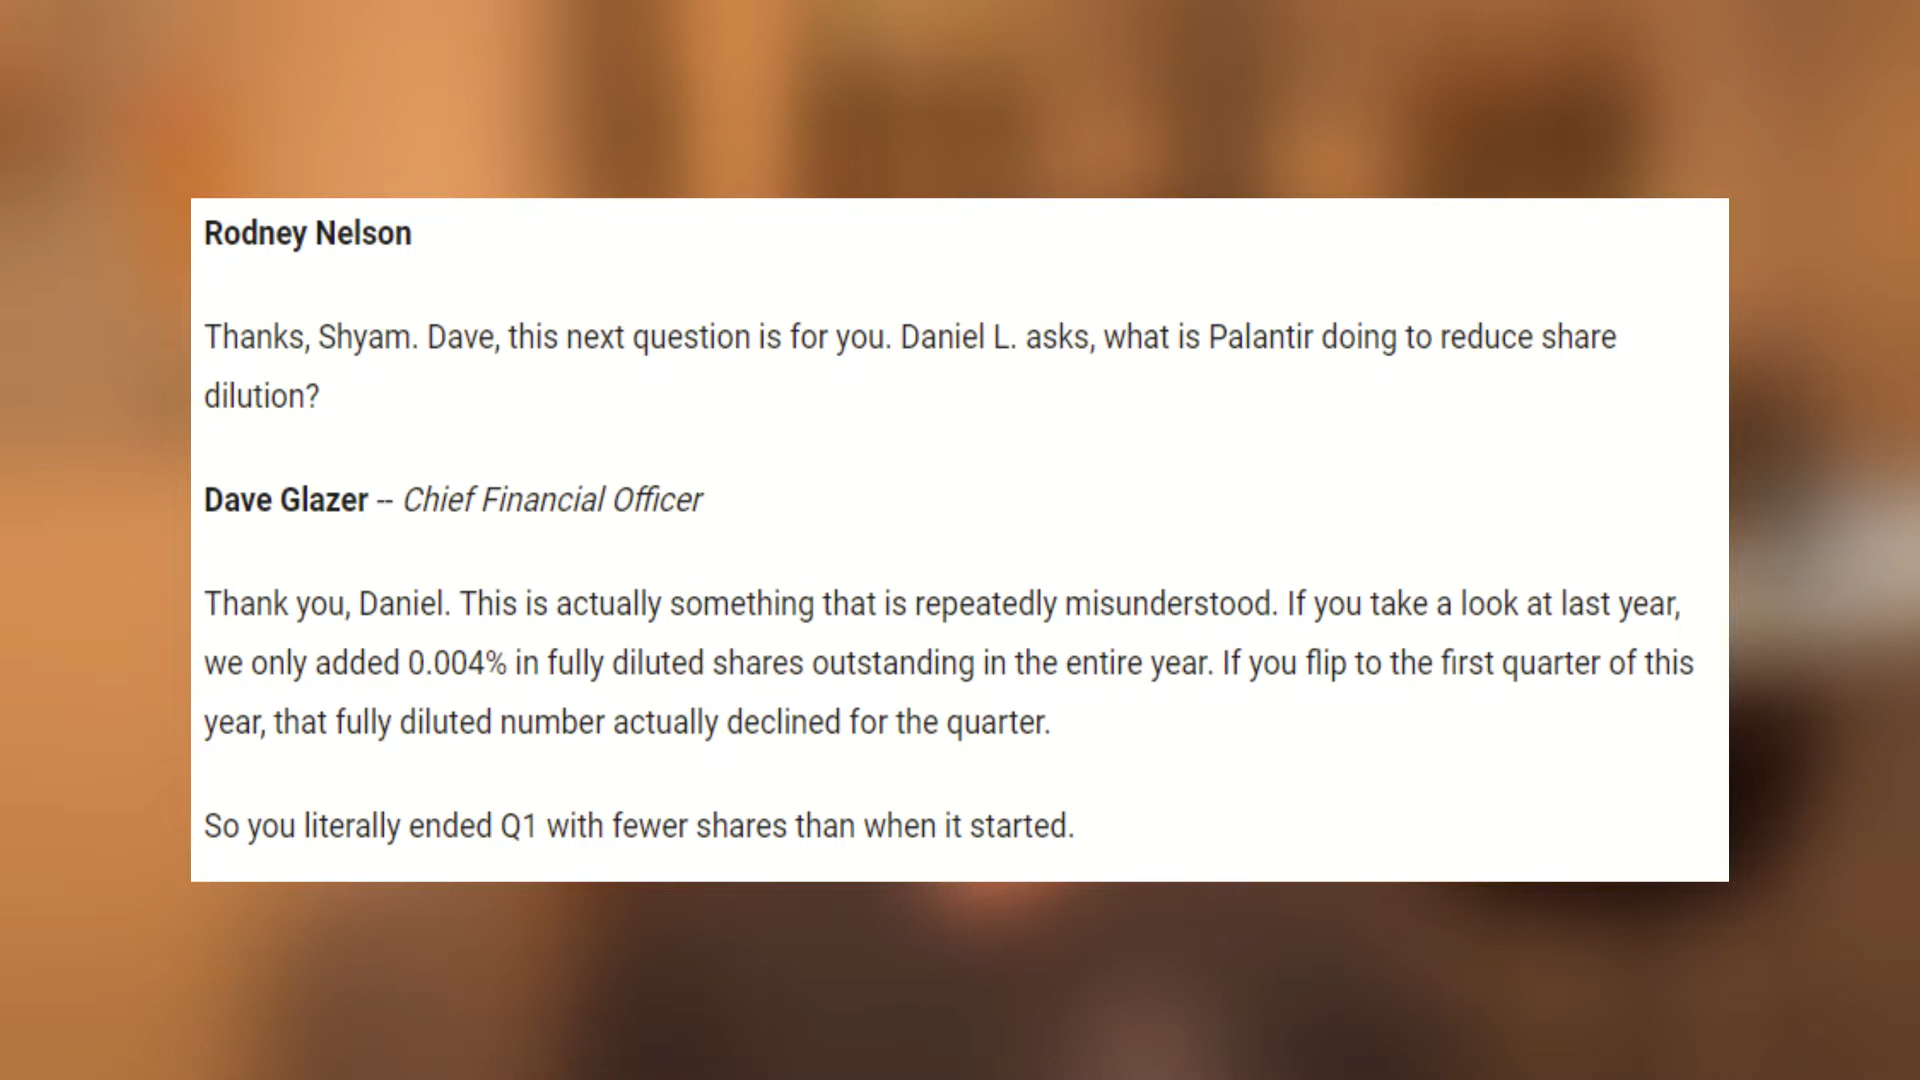 Rodney Nelson
Thanks, Shyam. Dave, this next question is for you. Daniel L. asks, what is Palantir doing to reduce share
dilution?
Dave Glazer -- Chief Financial Officer
Thank you, Daniel. This is actually something that is repeatedly misunderstood. If you take a look at last year,
we only added 0.004% in fully diluted shares outstanding in the entire year. If you flip to the first quarter of this
year, that fully diluted number actually declined for the quarter.
So you literally ended Q1 with fewer shares than when it started.